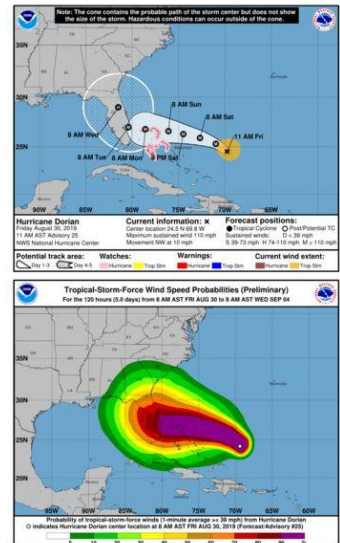 Note: The cone contains the probable path of the storm center but does not show
the size of the storm. Hazardous conditions can occur outside of the cone.
35N
30N
25N
8 AM Sun
8 AM Sat
11 AM Fri
8 AM Wed
8 AM Tue
8 AM Mon
8 PM Sat
90W 85W 80W 75W 70W 65W 60W
Hurricane Dorian
Friday August 30, 2019
11 AM AST Advisory 25
NWS National Hurricane Center
Current information: x
Center location 24.5 N 69.8 W
Maximum sustained wind 110 mph
Movement NW at 10 mph
Forecast positions:
Tropical Cyclone Post/Potential TC
Sustained winds: D < 39 mph
S 39-73 mph H 74-110 mph M > 110 mph
Potential track area: Watches: Warnings: Current wind extent:
Day 1-3 Day 4-5 Hurricane Trop Stm Hurricane Trop Stm Hurricane Trop Stm
Tropical-Storm-Force Wind Speed Probabilities (Preliminary)
For the 120 hours (5.0 days) from 8 AM AST FRI AUG 30 to 8 AM AST WED SEP 04
35N
30N
25N
20N
95W 90W 85W 80W 75W 70W 65W
Probability of tropical-storm-force winds (1-minute average >= 39 mph) from Hurricane Dorian
O indicates Hurricane Dorian center location at 8 AM AST FRI AUG 30, 2019 (Forecast/Advisory #25)